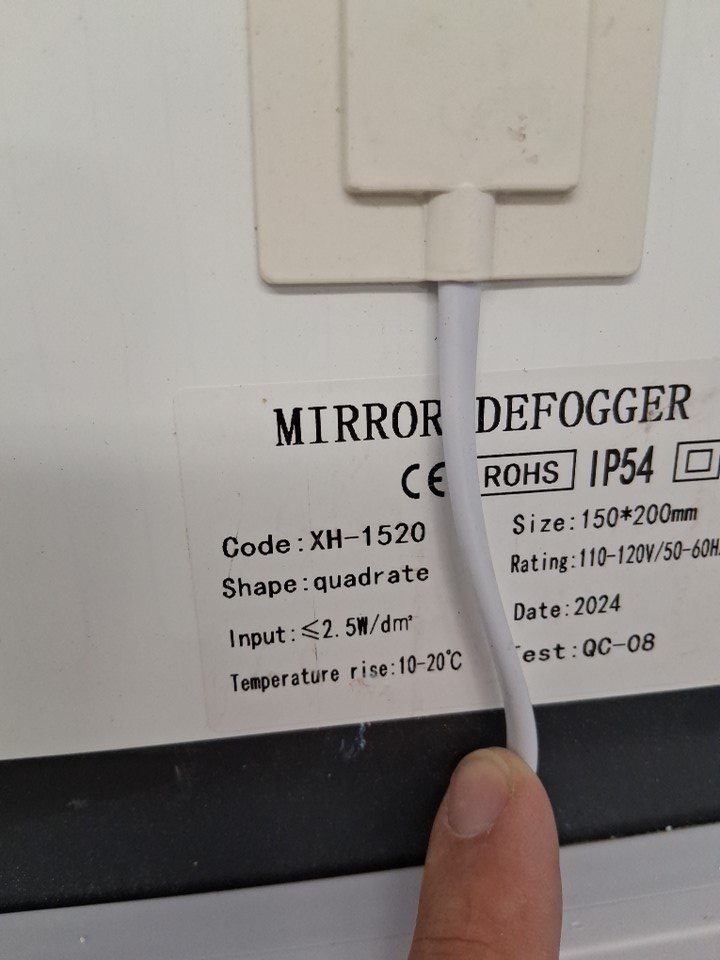 MIRROR DEFOGGER
CE ROHS IP54
Code:XH-1520
Size:150*200mm
Shape:quadrate
Rating:110-120V/50-60H
Input:≤2.5W/dm²
Date:2024
Temperature rise:10-20℃
est:QC-08